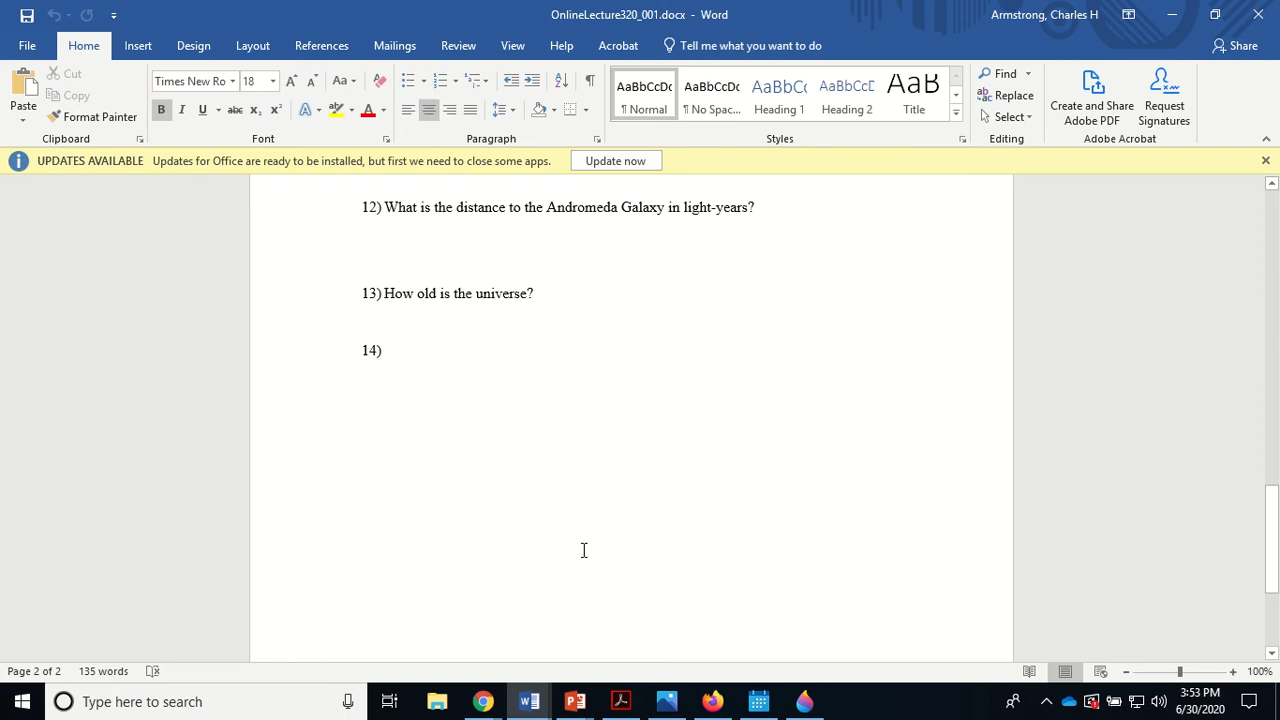 OnlineLecture320_001.docx - Word
Armstrong, Charles H
File Home Insert Design Layout References Mailings Review View Help Acrobat Tell me what you want to do Share
Paste
Cut
Copy
Format Painter
Clipboard
Times New Ro 18
Font
Paragraph
AaBbCcDc AaBbCcDc AaBbC AaBbCcD AaB
¶ Normal ¶ No Spac... Heading 1 Heading 2 Title
Styles
Find
Replace
Select
Editing
Create and Share Adobe PDF
Request Signatures
Adobe Acrobat
UPDATES AVAILABLE Updates for Office are ready to be installed, but first we need to close some apps. Update now
12) What is the distance to the Andromeda Galaxy in light-years?
13) How old is the universe?
14)
Page 2 of 2 135 words 100%
Type here to search
3:53 PM
6/30/2020